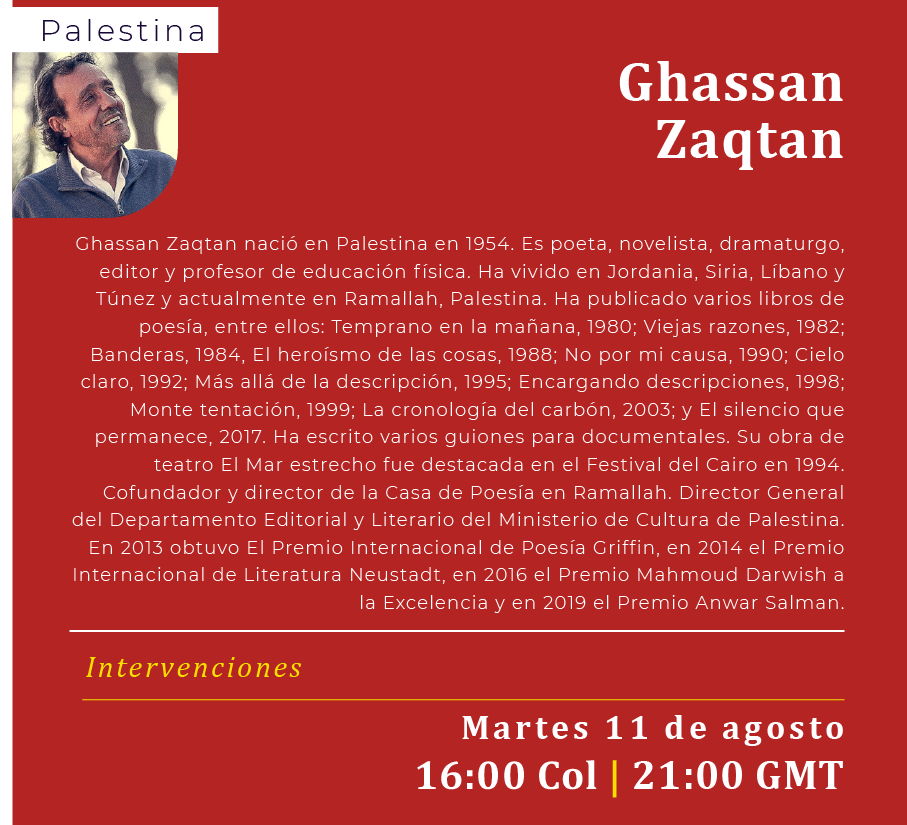 Palestina
Ghassan
Zaqtan
Ghassan Zaqtan nació en Palestina en 1954. Es poeta, novelista, dramaturgo,
editor y profesor de educación física. Ha vivido en Jordania, Siria, Líbano y
Túnez y actualmente en Ramallah, Palestina. Ha publicado varios libros de
poesía, entre ellos: Temprano en la mañana, 1980; Viejas razones, 1982;
Banderas, 1984, El heroísmo de las cosas, 1988; No por mi causa, 1990; Cielo
claro, 1992; Más allá de la descripción, 1995; Encargando descripciones, 1998;
Monte tentación, 1999; La cronología del carbón, 2003; y El silencio que
permanece, 2017. Ha escrito varios guiones para documentales. Su obra de
teatro El Mar estrecho fue destacada en el Festival del Cairo en 1994.
Cofundador y director de la Casa de Poesía en Ramallah. Director General
del Departamento Editorial y Literario del Ministerio de Cultura de Palestina.
En 2013 obtuvo El Premio Internacional de Poesía Griffin, en 2014 el Premio
Internacional de Literatura Neustadt, en 2016 el Premio Mahmoud Darwish a
la Excelencia y en 2019 el Premio Anwar Salman.
Intervenciones
Martes 11 de agosto
16:00 Col | 21:00 GMT